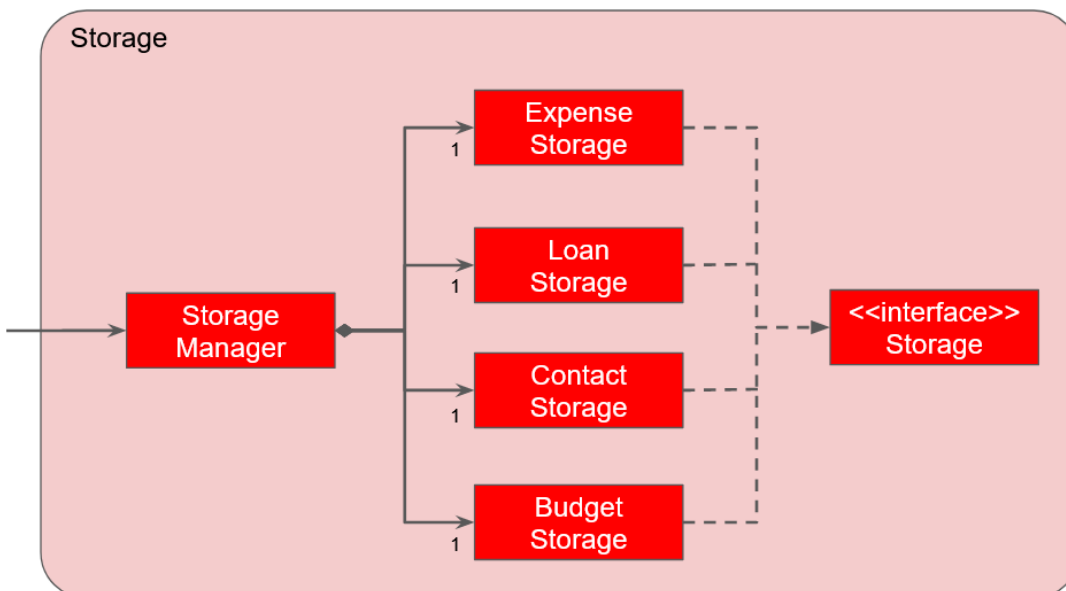 Storage
Expense
Storage
1
Loan
Storage
1
Storage
Manager
<<interface>>
Storage
Contact
Storage
1
Budget
Storage
1